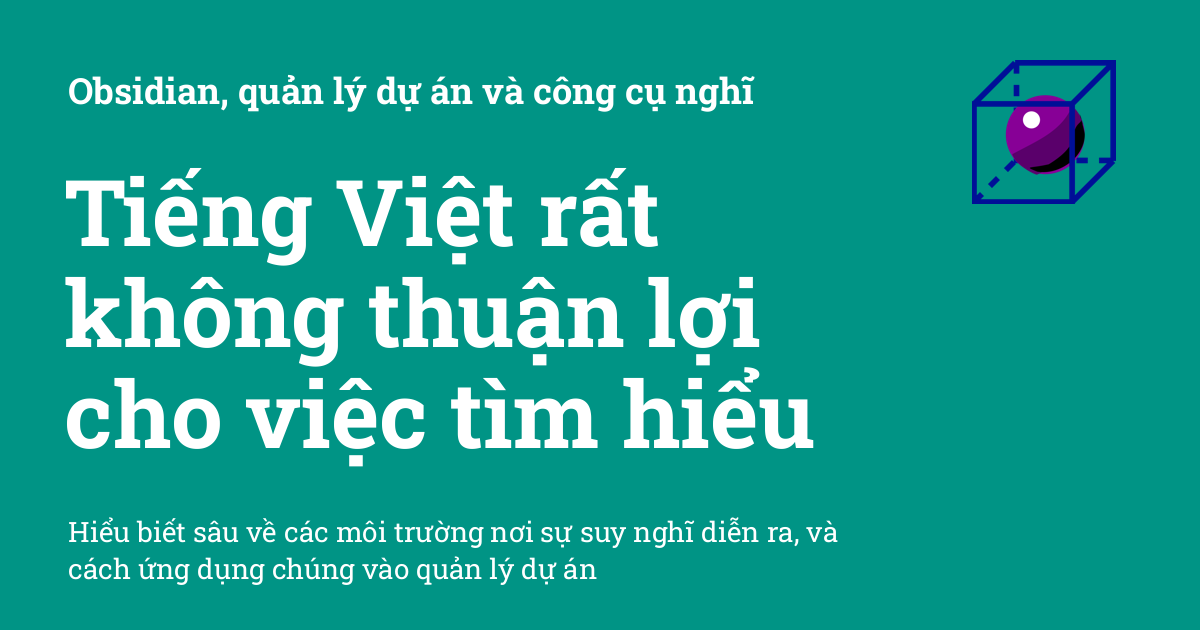 Obsidian, quản lý dự án và công cụ nghĩ
Tiếng Việt rất
không thuận lợi
cho việc tìm hiểu
Hiểu biết sâu về các môi trường nơi sự suy nghĩ diễn ra, và
cách ứng dụng chúng vào quản lý dự án